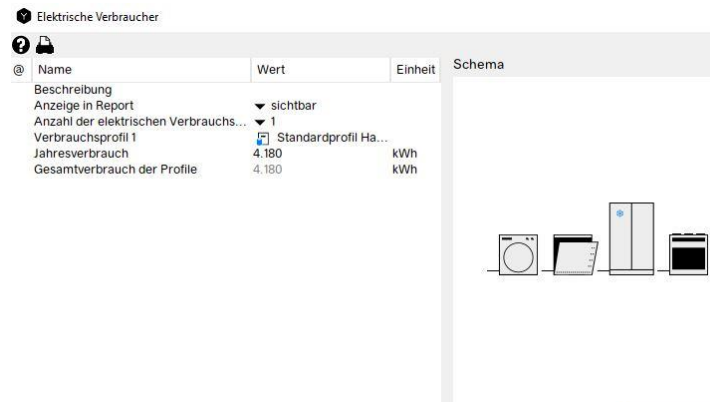 Elektrische Verbraucher
@ Name Wert Einheit Schema
Beschreibung
Anzeige in Report sichtbar
Anzahl der elektrischen Verbrauchs... 1
Verbrauchsprofil 1 Standardprofil Ha...
Jahresverbrauch 4.180 kWh
Gesamtverbrauch der Profile 4.180 kWh